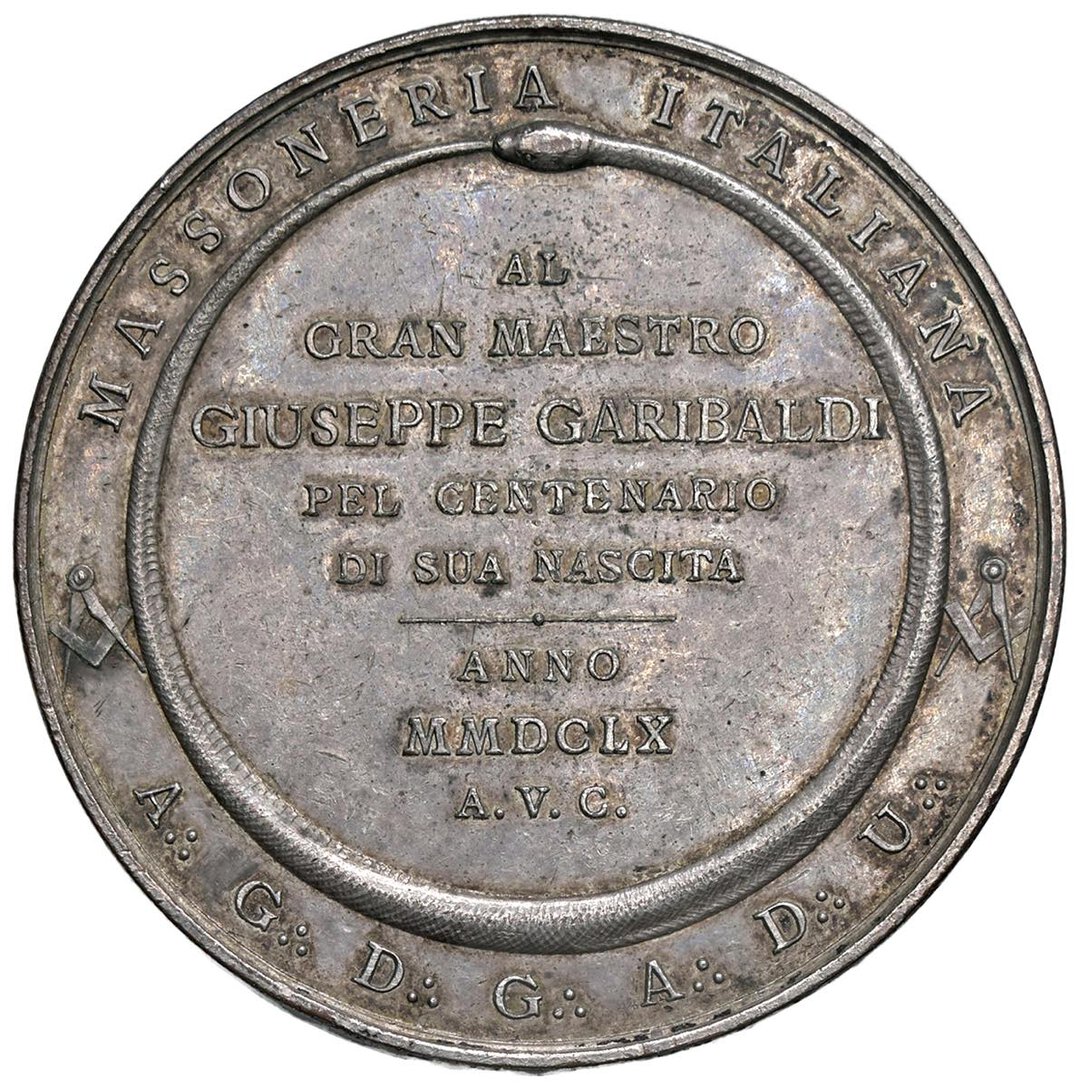 MASSONERIA ITALIANA
AL
GRAN MAESTRO
GIUSEPPE GARIBALDI
PEL CENTENARIO
DI SUA NASCITA
ANNO
MMDCLX
A. V. C.
A∴ G∴ D∴ G∴ A∴ D∴ U∴